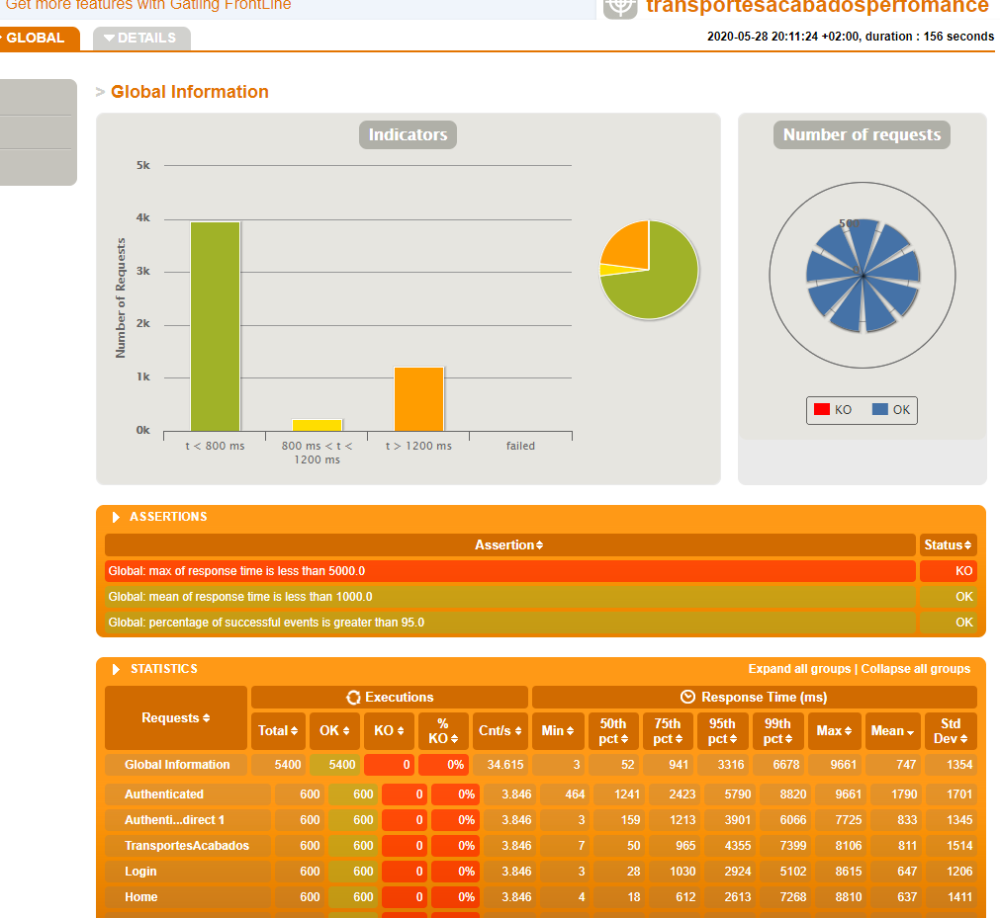 Get more features with Gatling FrontLine
transportesacabadosperfomance
GLOBAL
DETAILS
2020-05-28 20:11:24 +02:00, duration : 156 seconds
> Global Information
Indicators
Number of Requests
5k
4k
3k
2k
1k
0k
t < 800 ms
800 ms < t < 1200 ms
t > 1200 ms
failed
Number of requests
KO
OK
ASSERTIONS
Assertion Status
Global: max of response time is less than 5000.0 KO
Global: mean of response time is less than 1000.0 OK
Global: percentage of successful events is greater than 95.0 OK
STATISTICS
Expand all groups | Collapse all groups
Requests
Executions
Response Time (ms)
Total OK KO % KO Cnt/s Min 50th pct 75th pct 95th pct 99th pct Max Mean Std Dev
Global Information 5400 5400 0 0% 34.615 3 52 941 3316 6678 9661 747 1354
Authenticated 600 600 0 0% 3.846 464 1241 2423 5790 8820 9661 1790 1701
Authenti...direct 1 600 600 0 0% 3.846 3 159 1213 3901 6066 7725 833 1345
TransportesAcabados 600 600 0 0% 3.846 7 50 965 4355 7399 8106 811 1514
Login 600 600 0 0% 3.846 3 28 1030 2924 5102 8615 647 1206
Home 600 600 0 0% 3.846 4 18 612 2613 7268 8810 637 1411